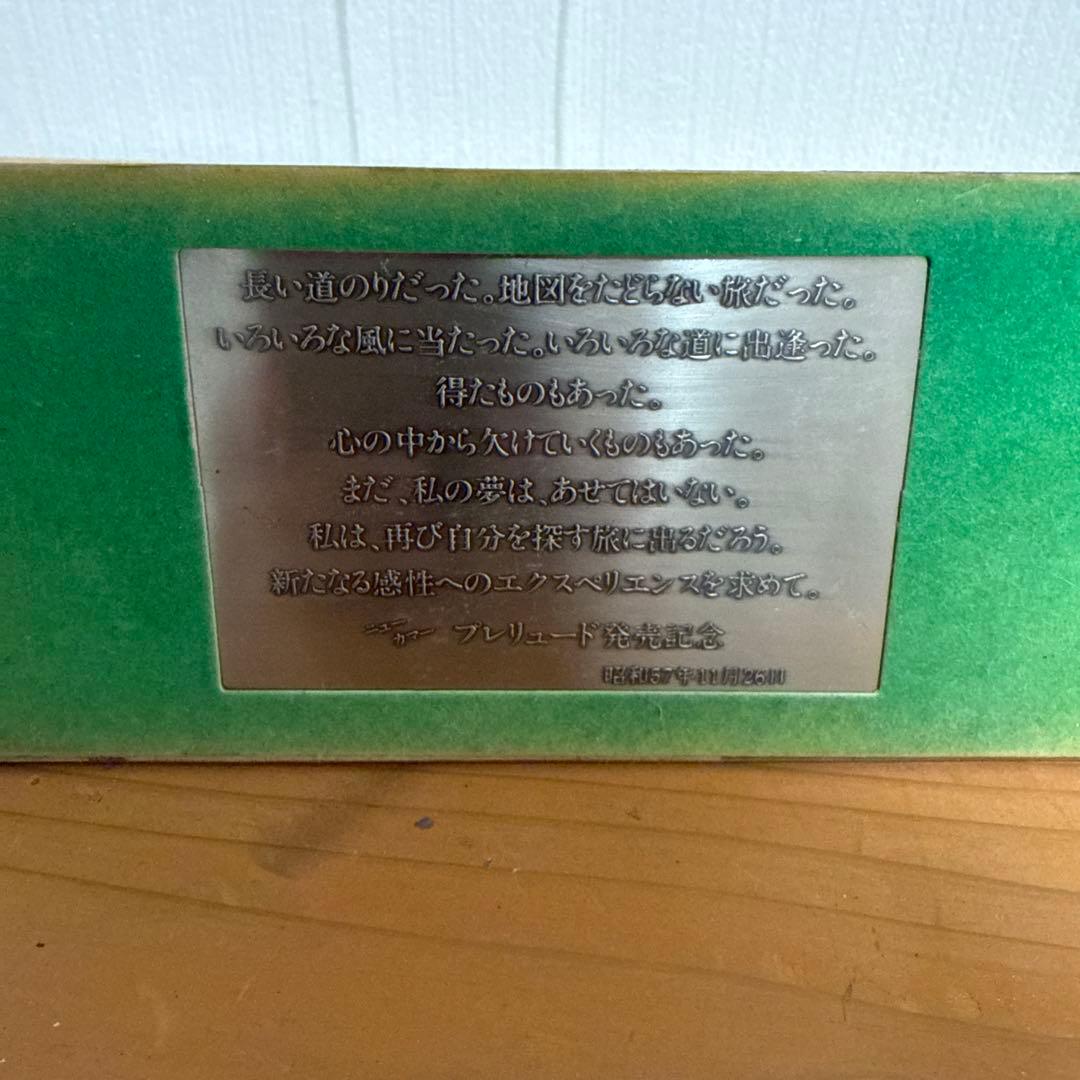 長い道のりだった。地図をたどらない旅だった。
いろいろな風に当たった。いろいろな道に出逢った。
得たものもあった。
心の中から欠けていくものもあった。
まだ、私の夢は、あせてはいない。
私は、再び自分を探す旅に出るだろう。
新たなる感性へのエクスペリエンスを求めて。
ニューカマー プレリュード発売記念
昭和57年11月26日